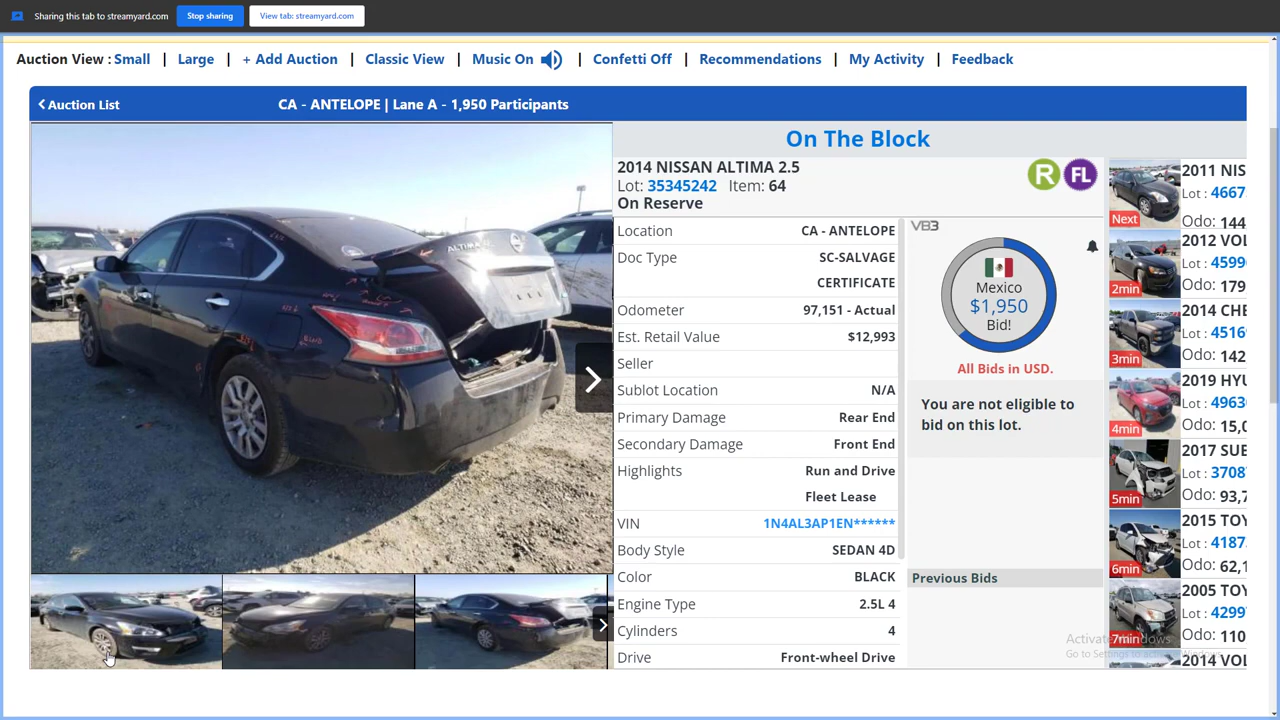 Sharing this tab to streamyard.com
Stop sharing
View tab: streamyard.com
Auction View : Small | Large | + Add Auction | Classic View | Music On | Confetti Off | Recommendations | My Activity | Feedback
Auction List
CA - ANTELOPE | Lane A - 1,950 Participants
On The Block
2014 NISSAN ALTIMA 2.5
Lot: 35345242 Item: 64
On Reserve
R
FL
Location CA - ANTELOPE
Doc Type SC-SALVAGE
CERTIFICATE
Odometer 97,151 - Actual
Est. Retail Value $12,993
Seller
Sublot Location N/A
Primary Damage Rear End
Secondary Damage Front End
Highlights Run and Drive
Fleet Lease
VIN 1N4AL3AP1EN******
Body Style SEDAN 4D
Color BLACK
Engine Type 2.5L 4
Cylinders 4
Drive Front-wheel Drive
VB3
Mexico
$1,950
Bid!
All Bids in USD.
You are not eligible to
bid on this lot.
Previous Bids
2011 NIS
Lot : 4667
Next
Odo: 144
2012 VOL
Lot : 4599
2min
Odo: 179
2014 CHE
Lot : 4516
3min
Odo: 142
2019 HYU
Lot : 4963
4min
Odo: 15,0
2017 SUB
Lot : 3708
5min
Odo: 93,7
2015 TOY
Lot : 4187
6min
Odo: 62,1
2005 TOY
Lot : 4299
7min
Odo: 110
2014 VOL
Activate Windows
Go to Settings to activate Windows.
ALTIMA